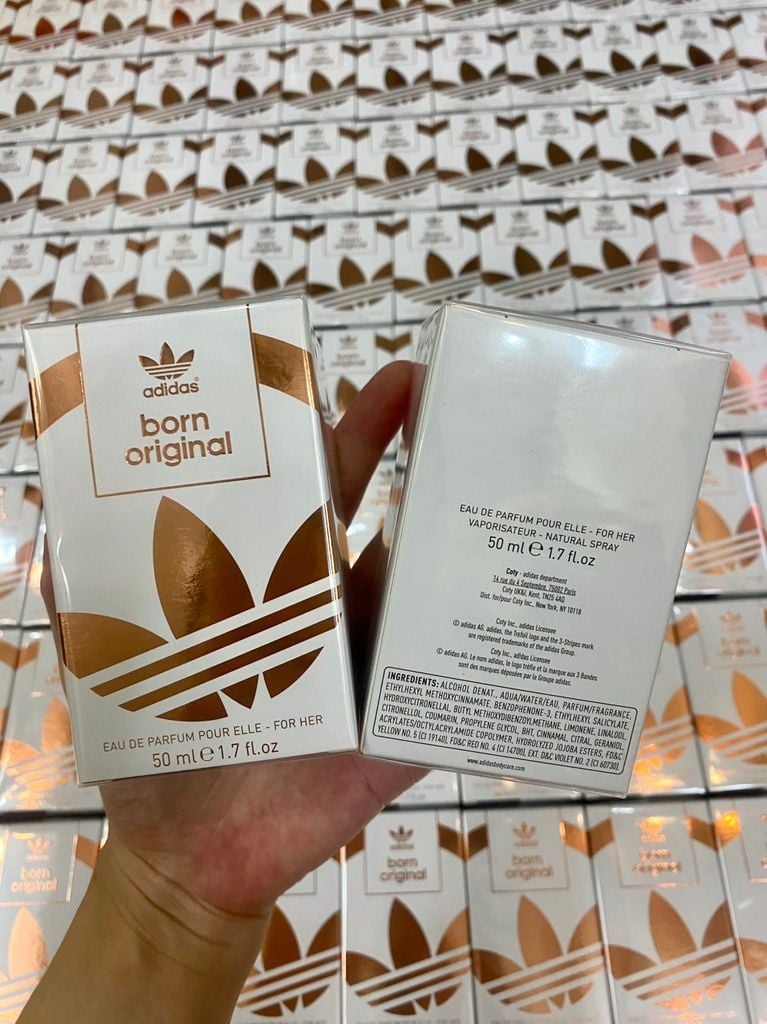 adidas®
born
original
EAU DE PARFUM POUR ELLE - FOR HER
50 ml ℮ 1.7 fl.oz
EAU DE PARFUM POUR ELLE - FOR HER
VAPORISATEUR - NATURAL SPRAY
50 ml ℮ 1.7 fl.oz
Coty - adidas department
14 rue du 4 Septembre, 75002 Paris
Coty UK&I, Kent, TN25 4AQ
Dist. for/pour Coty Inc., New York, NY 10118
Coty Inc., adidas Licensee
© adidas AG. adidas, the Trefoil logo and the 3-Stripes mark
are registered trademarks of the adidas Group.
Coty Inc., adidas Licensee
© adidas AG. Le nom adidas, le logo trèfle et la marque aux 3 Bandes
sont des marques déposées par le Groupe adidas.
INGREDIENTS: ALCOHOL DENAT., AQUA/WATER/EAU, PARFUM/FRAGRANCE,
ETHYLHEXYL METHOXYCINNAMATE, BENZOPHENONE-3, ETHYLHEXYL SALICYLATE,
HYDROXYCITRONELLAL, BUTYL METHOXYDIBENZOYLMETHANE, LIMONENE, LINALOOL,
CITRONELLOL, COUMARIN, PROPYLENE GLYCOL, BHT, CINNAMAL, CITRAL, GERANIOL,
ACRYLATES/OCTYLACRYLAMIDE COPOLYMER, HYDROLYZED JOJOBA ESTERS, FD&C
YELLOW NO. 5 (CI 19140), FD&C RED NO. 4 (CI 14700), EXT. D&C VIOLET NO. 2 (CI 60730).
www.adidasbodycare.com
born
original
born
original
born
original